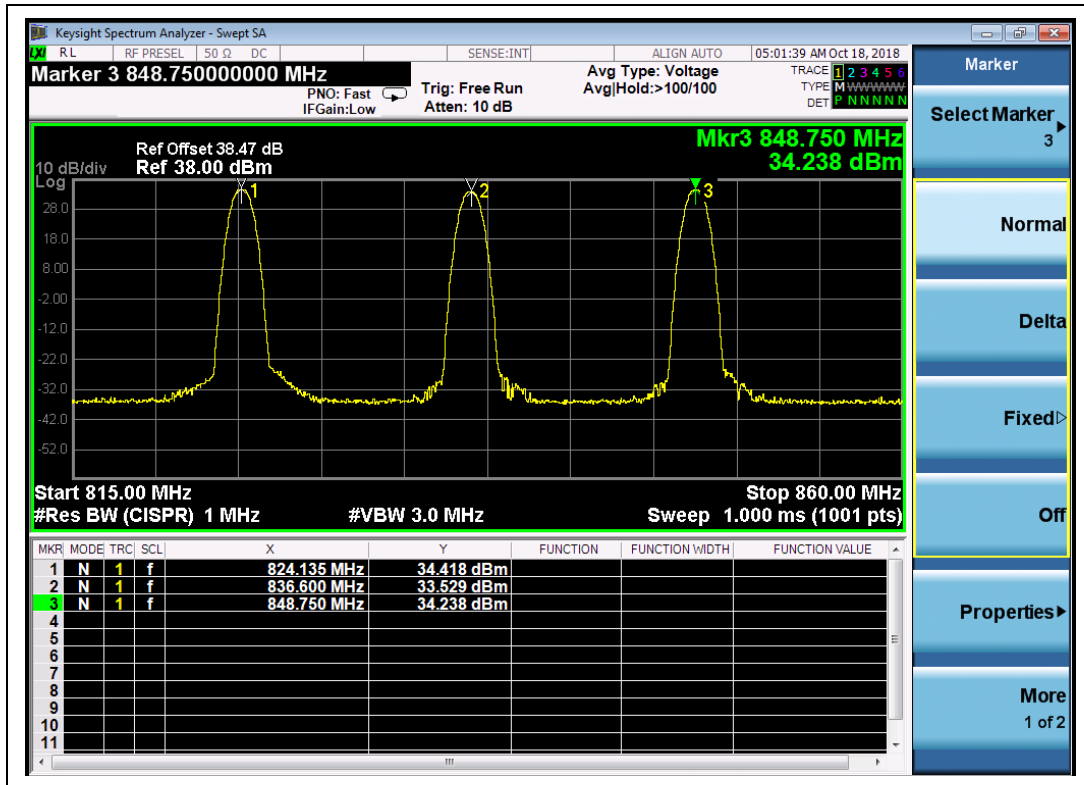 Keysight Spectrum Analyzer - Swept SA
LXI RL RF PRESEL 50 Ω DC SENSE:INT ALIGN AUTO 05:01:39 AM Oct 18, 2018
Marker 3 848.750000000 MHz
PNO: Fast
IFGain:Low
Trig: Free Run
Atten: 10 dB
Avg Type: Voltage
Avg|Hold:>100/100
TRACE 1 2 3 4 5 6
TYPE M WWWWW
DET P N N N N N
Mkr3 848.750 MHz
34.238 dBm
Ref Offset 38.47 dB
10 dB/div Ref 38.00 dBm
Log
1
2
3
28.0
18.0
8.00
-2.00
-12.0
-22.0
-32.0
-42.0
-52.0
Start 815.00 MHz Stop 860.00 MHz
#Res BW (CISPR) 1 MHz #VBW 3.0 MHz Sweep 1.000 ms (1001 pts)
MKR MODE TRC SCL X Y FUNCTION FUNCTION WIDTH FUNCTION VALUE
1 N 1 f 824.135 MHz 34.418 dBm
2 N 1 f 836.600 MHz 33.529 dBm
3 N 1 f 848.750 MHz 34.238 dBm
4
5
6
7
8
9
10
11
Marker
Select Marker
3
Normal
Delta
Fixed
Off
Properties
More
1 of 2